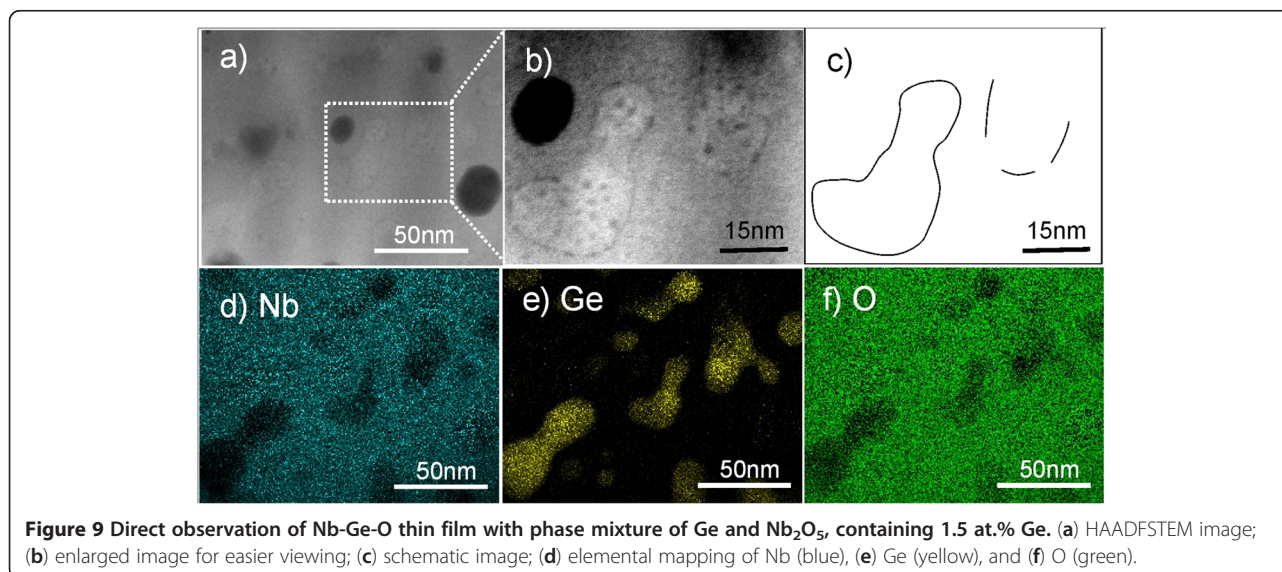 a)
50nm
b)
15nm
c)
15nm
d) Nb
50nm
e) Ge
50nm
f) O
50nm
Figure 9 Direct observation of Nb-Ge-O thin film with phase mixture of Ge and Nb₂O₅, containing 1.5 at.% Ge. (a) HAADFSTEM image;
(b) enlarged image for easier viewing; (c) schematic image; (d) elemental mapping of Nb (blue), (e) Ge (yellow), and (f) O (green).